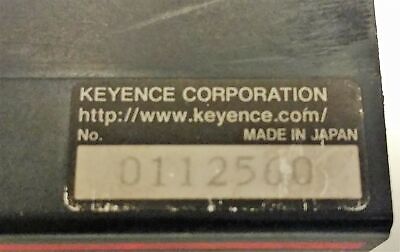 KEYENCE CORPORATION
http://www.keyence.com/
No. MADE IN JAPAN
0112560